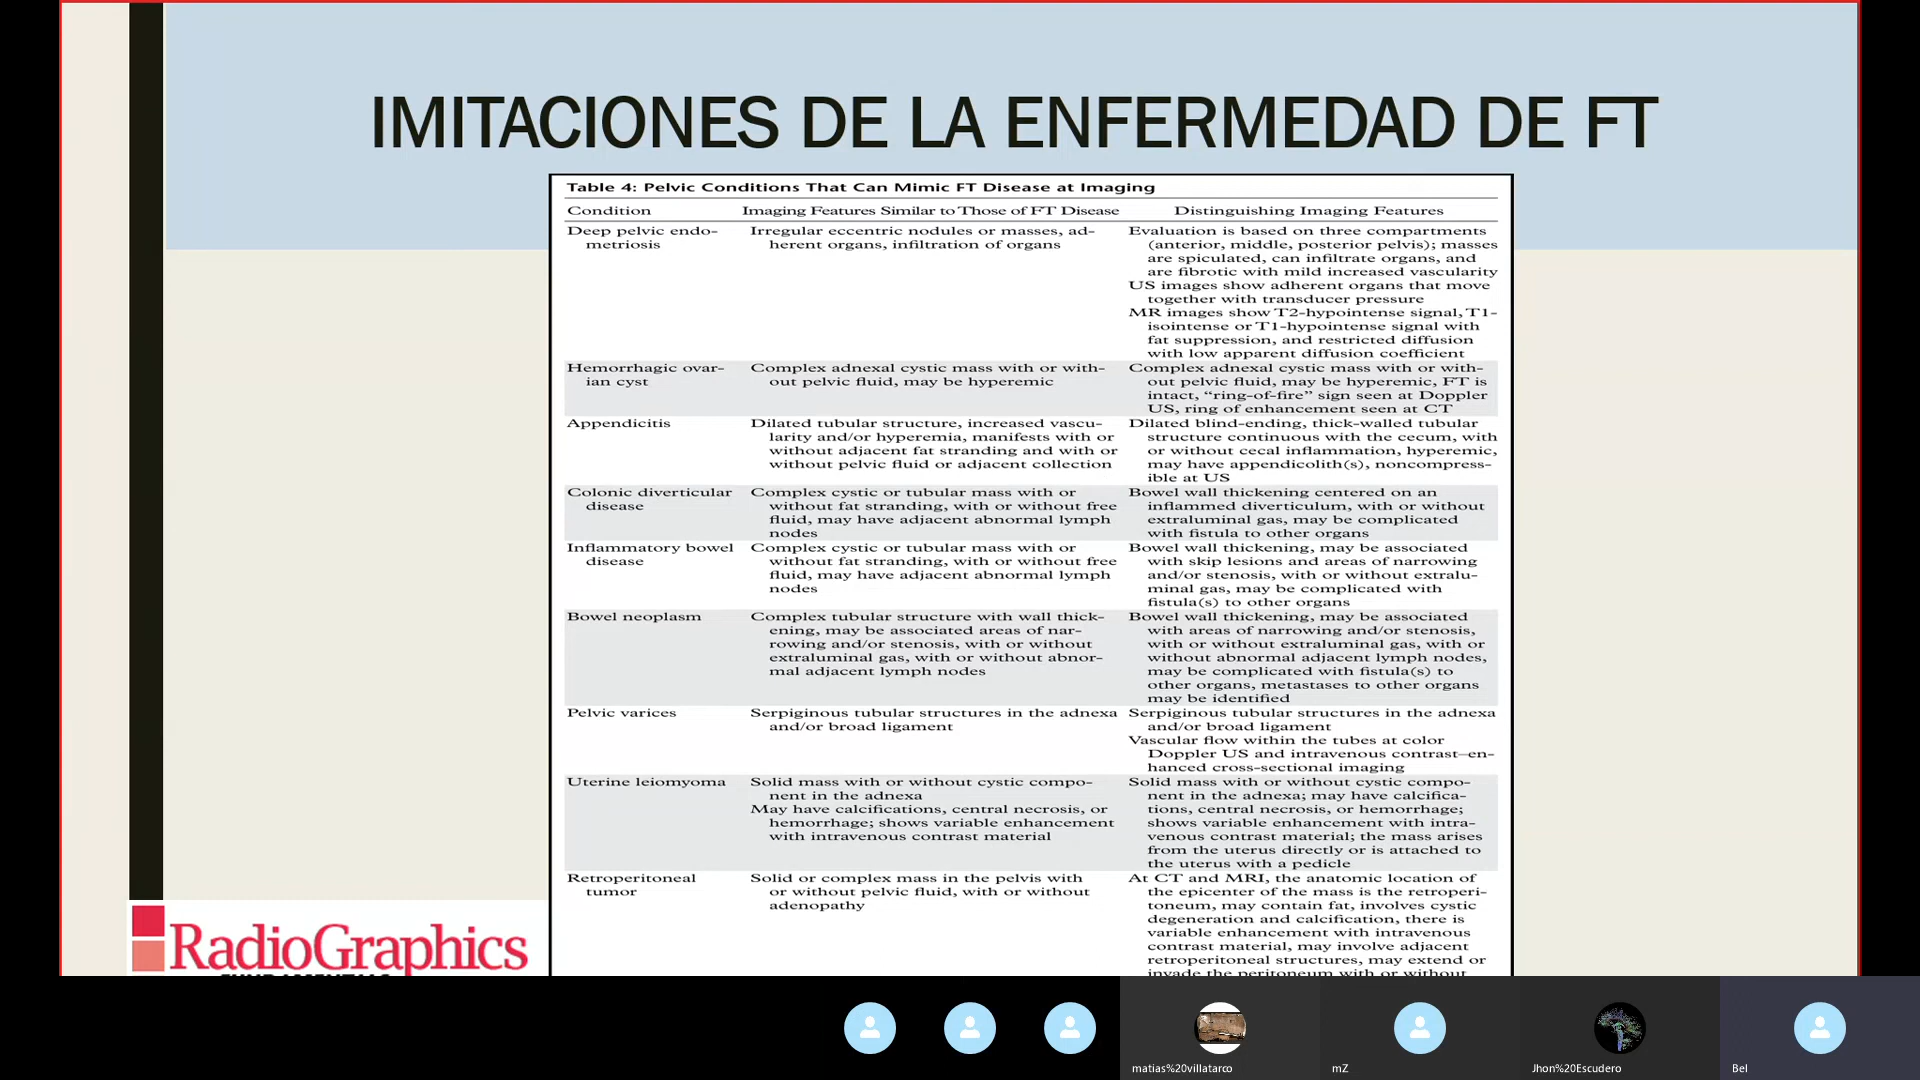 IMITACIONES DE LA ENFERMEDAD DE FT
Table 4: Pelvic Conditions That Can Mimic FT Disease at Imaging
Condition Imaging Features Similar to Those of FT Disease Distinguishing Imaging Features
Deep pelvic endo-
metriosis
Irregular eccentric nodules or masses, ad-
herent organs, infiltration of organs
Evaluation is based on three compartments
(anterior, middle, posterior pelvis); masses
are spiculated, can infiltrate organs, and
are fibrotic with mild increased vascularity
US images show adherent organs that move
together with transducer pressure
MR images show T2-hypointense signal, T1-
isointense or T1-hypointense signal with
fat suppression, and restricted diffusion
with low apparent diffusion coefficient
Hemorrhagic ovar-
ian cyst
Complex adnexal cystic mass with or with-
out pelvic fluid, may be hyperemic
Complex adnexal cystic mass with or with-
out pelvic fluid, may be hyperemic, FT is
intact, “ring-of-fire” sign seen at Doppler
US, ring of enhancement seen at CT
Appendicitis
Dilated tubular structure, increased vascu-
larity and/or hyperemia, manifests with or
without adjacent fat stranding and with or
without pelvic fluid or adjacent collection
Dilated blind-ending, thick-walled tubular
structure continuous with the cecum, with
or without cecal inflammation, hyperemic,
may have appendicolith(s), noncompress-
ible at US
Colonic diverticular
disease
Complex cystic or tubular mass with or
without fat stranding, with or without free
fluid, may have adjacent abnormal lymph
nodes
Bowel wall thickening centered on an
inflammed diverticulum, with or without
extraluminal gas, may be complicated
with fistula to other organs
Inflammatory bowel
disease
Complex cystic or tubular mass with or
without fat stranding, with or without free
fluid, may have adjacent abnormal lymph
nodes
Bowel wall thickening, may be associated
with skip lesions and areas of narrowing
and/or stenosis, with or without extralu-
minal gas, may be complicated with
fistula(s) to other organs
Bowel neoplasm
Complex tubular structure with wall thick-
ening, may be associated areas of nar-
rowing and/or stenosis, with or without
extraluminal gas, with or without abnor-
mal adjacent lymph nodes
Bowel wall thickening, may be associated
with areas of narrowing and/or stenosis,
with or without extraluminal gas, with or
without abnormal adjacent lymph nodes,
may be complicated with fistula(s) to
other organs, metastases to other organs
may be identified
Pelvic varices
Serpiginous tubular structures in the adnexa
and/or broad ligament
Serpiginous tubular structures in the adnexa
and/or broad ligament
Vascular flow within the tubes at color
Doppler US and intravenous contrast–en-
hanced cross-sectional imaging
Uterine leiomyoma
Solid mass with or without cystic compo-
nent in the adnexa
May have calcifications, central necrosis, or
hemorrhage; shows variable enhancement
with intravenous contrast material
Solid mass with or without cystic compo-
nent in the adnexa; may have calcifica-
tions, central necrosis, or hemorrhage;
shows variable enhancement with intra-
venous contrast material; the mass arises
from the uterus directly or is attached to
the uterus with a pedicle
Retroperitoneal
tumor
Solid or complex mass in the pelvis with
or without pelvic fluid, with or without
adenopathy
At CT and MRI, the anatomic location of
the epicenter of the mass is the retroperi-
toneum, may contain fat, involves cystic
degeneration and calcification, there is
variable enhancement with intravenous
contrast material, may involve adjacent
retroperitoneal structures, may extend or
invade the peritoneum with or without
RadioGraphics
matias%20villatarco
mZ
Jhon%20Escudero
Bel